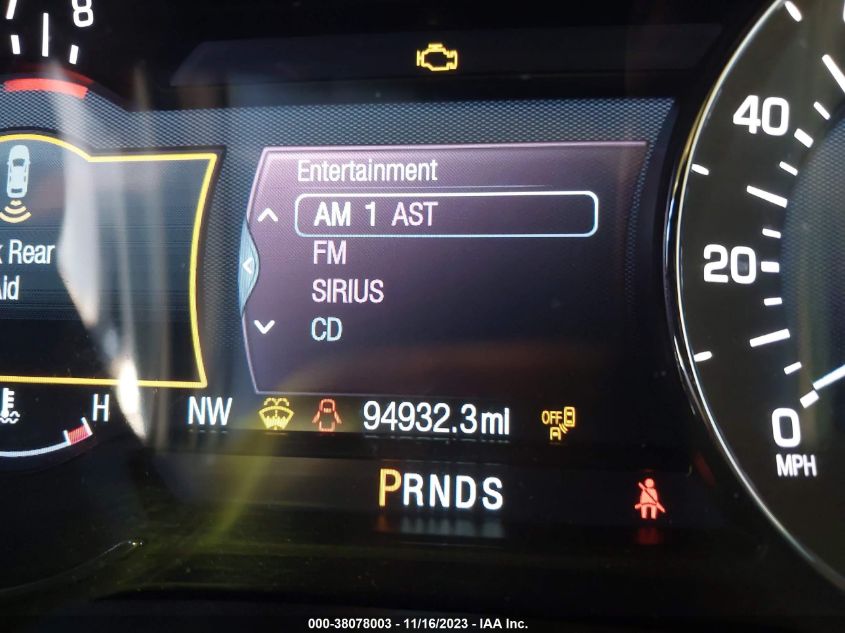 8
40
20
0
MPH
Entertainment
AM 1 AST
FM
SIRIUS
CD
Rear
H
NW
94932.3mi
OFF
PRNDS
000-38078003 - 11/16/2023 - IAA Inc.